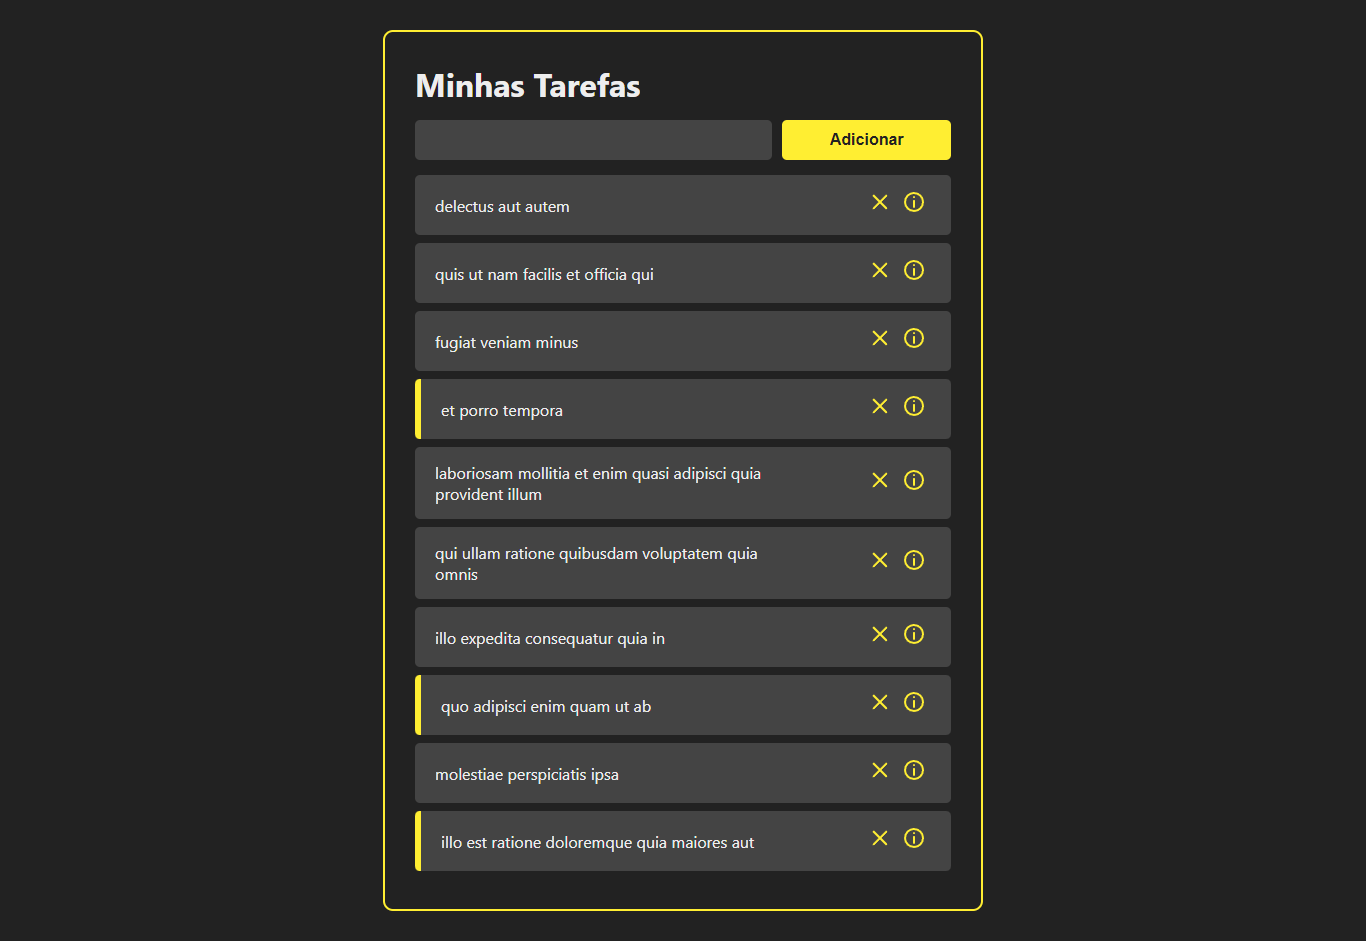 Minhas Tarefas
Adicionar
delectus aut autem
quis ut nam facilis et officia qui
fugiat veniam minus
et porro tempora
laboriosam mollitia et enim quasi adipisci quia
provident illum
qui ullam ratione quibusdam voluptatem quia
omnis
illo expedita consequatur quia in
quo adipisci enim quam ut ab
molestiae perspiciatis ipsa
illo est ratione doloremque quia maiores aut